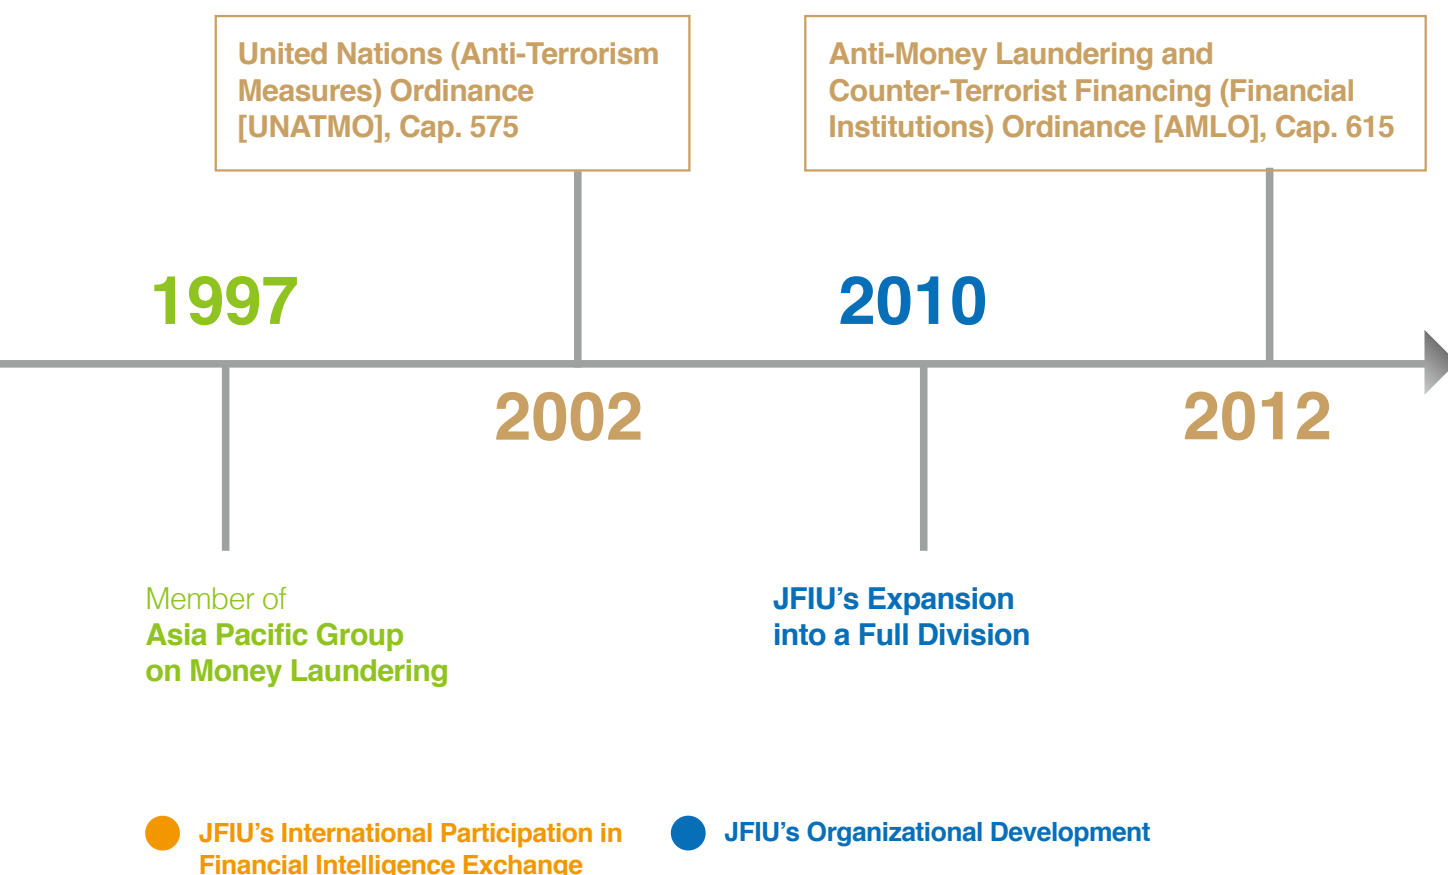 United Nations (Anti-Terrorism
Measures) Ordinance
[UNATMO], Cap. 575
Anti-Money Laundering and
Counter-Terrorist Financing (Financial
Institutions) Ordinance [AMLO], Cap. 615
1997
2010
2002
2012
Member of
Asia Pacific Group
on Money Laundering
JFIU’s Expansion
into a Full Division
JFIU’s International Participation in
Financial Intelligence Exchange
JFIU’s Organizational Development